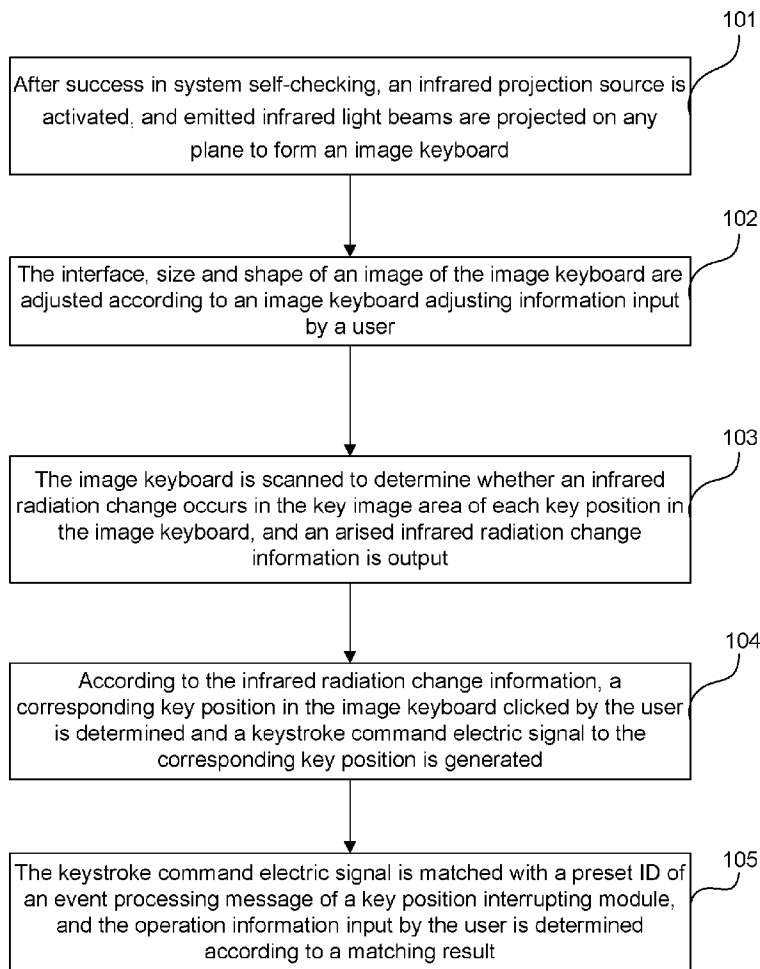 101
After success in system self-checking, an infrared projection source is
activated, and emitted infrared light beams are projected on any
plane to form an image keyboard
102
The interface, size and shape of an image of the image keyboard are
adjusted according to an image keyboard adjusting information input
by a user
103
The image keyboard is scanned to determine whether an infrared
radiation change occurs in the key image area of each key position in
the image keyboard, and an arised infrared radiation change
information is output
104
According to the infrared radiation change information, a
corresponding key position in the image keyboard clicked by the user
is determined and a keystroke command electric signal to the
corresponding key position is generated
105
The keystroke command electric signal is matched with a preset ID of
an event processing message of a key position interrupting module,
and the operation information input by the user is determined
according to a matching result